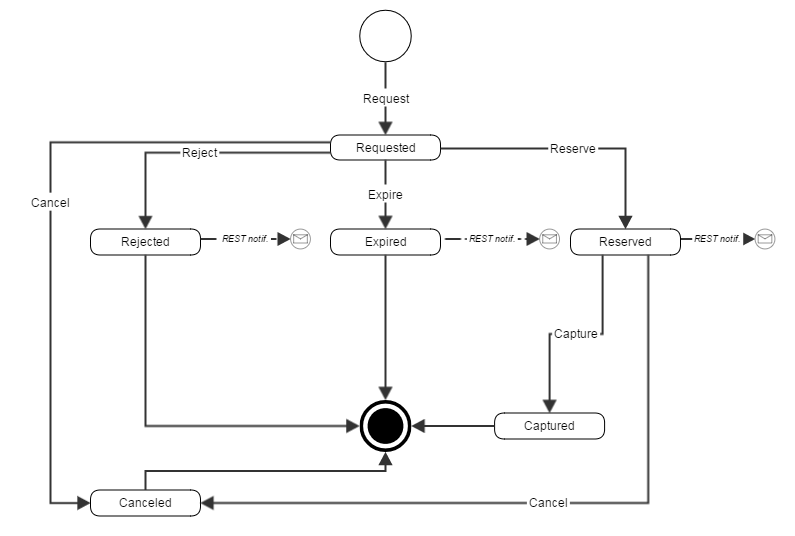 Request
Requested
Reject
Reserve
Expire
Cancel
Rejected
REST notif.
Expired
REST notif.
Reserved
REST notif.
Capture
Captured
Canceled
Cancel